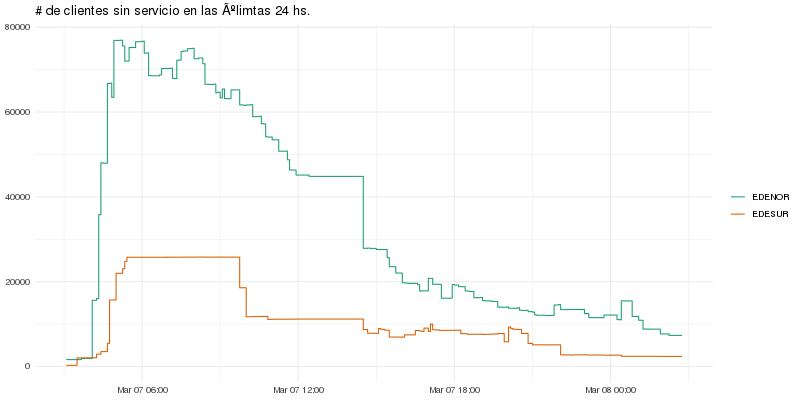 # de clientes sin servicio en las Ãºlimtas 24 hs.
80000
60000
40000
20000
0
Mar 07 06:00
Mar 07 12:00
Mar 07 18:00
Mar 08 00:00
EDENOR
EDESUR